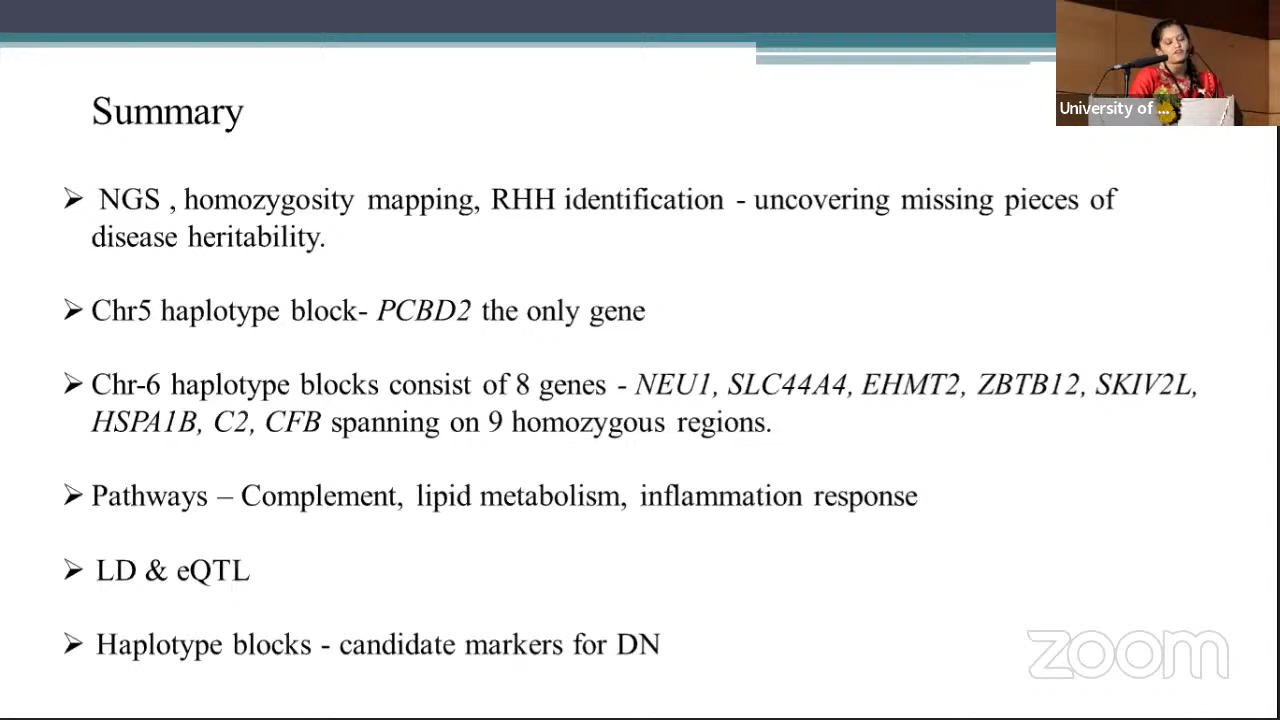 University of ...
Summary
➢ NGS , homozygosity mapping, RHH identification - uncovering missing pieces of
disease heritability.
➢ Chr5 haplotype block- PCBD2 the only gene
➢ Chr-6 haplotype blocks consist of 8 genes - NEU1, SLC44A4, EHMT2, ZBTB12, SKIV2L,
HSPA1B, C2, CFB spanning on 9 homozygous regions.
➢ Pathways – Complement, lipid metabolism, inflammation response
➢ LD & eQTL
➢ Haplotype blocks - candidate markers for DN
zoom